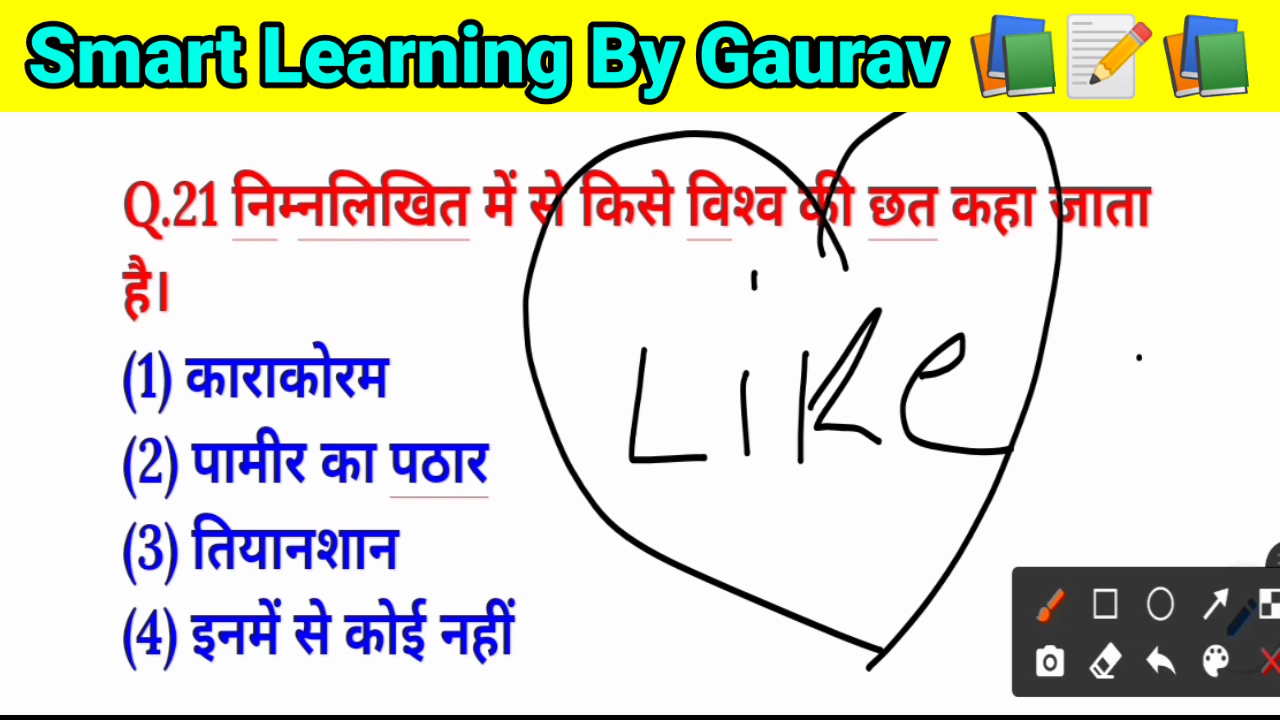 Smart Learning By Gaurav
Q.21 निम्नलिखित में से किसे विश्व की छत कहा जाता
है।
(1) काराकोरम
(2) पामीर का पठार
(3) तियानशान
(4) इनमें से कोई नहीं
Like